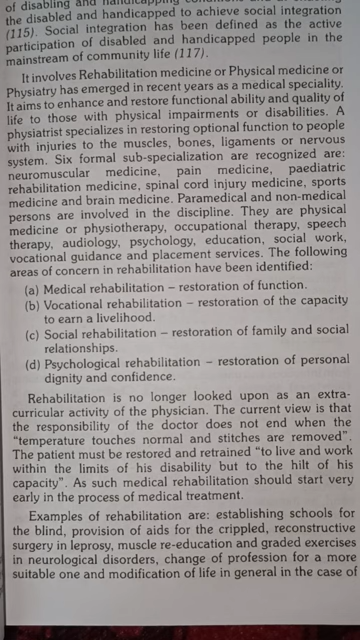 of disabling and handicapping
the disabled and handicapped to achieve social integration
(115). Social integration has been defined as the active
participation of disabled and handicapped people in the
mainstream of community life (117).
It involves Rehabilitation medicine or Physical medicine or
Physiatry has emerged in recent years as a medical speciality.
It aims to enhance and restore functional ability and quality of
life to those with physical impairments or disabilities. A
physiatrist specializes in restoring optional function to people
with injuries to the muscles, bones, ligaments or nervous
system. Six formal sub-specialization are recognized are:
neuromuscular medicine, pain medicine, paediatric
rehabilitation medicine, spinal cord injury medicine, sports
medicine and brain medicine. Paramedical and non-medical
persons are involved in the discipline. They are physical
medicine or physiotherapy, occupational therapy, speech
therapy, audiology, psychology, education, social work,
vocational guidance and placement services. The following
areas of concern in rehabilitation have been identified:
(a) Medical rehabilitation – restoration of function.
(b) Vocational rehabilitation – restoration of the capacity
to earn a livelihood.
(c) Social rehabilitation – restoration of family and social
relationships.
(d) Psychological rehabilitation – restoration of personal
dignity and confidence.
Rehabilitation is no longer looked upon as an extra-
curricular activity of the physician. The current view is that
the responsibility of the doctor does not end when the
"temperature touches normal and stitches are removed".
The patient must be restored and retrained "to live and work
within the limits of his disability but to the hilt of his
capacity". As such medical rehabilitation should start very
early in the process of medical treatment.
Examples of rehabilitation are: establishing schools for
the blind, provision of aids for the crippled, reconstructive
surgery in leprosy, muscle re-education and graded exercises
in neurological disorders, change of profession for a more
suitable one and modification of life in general in the case of